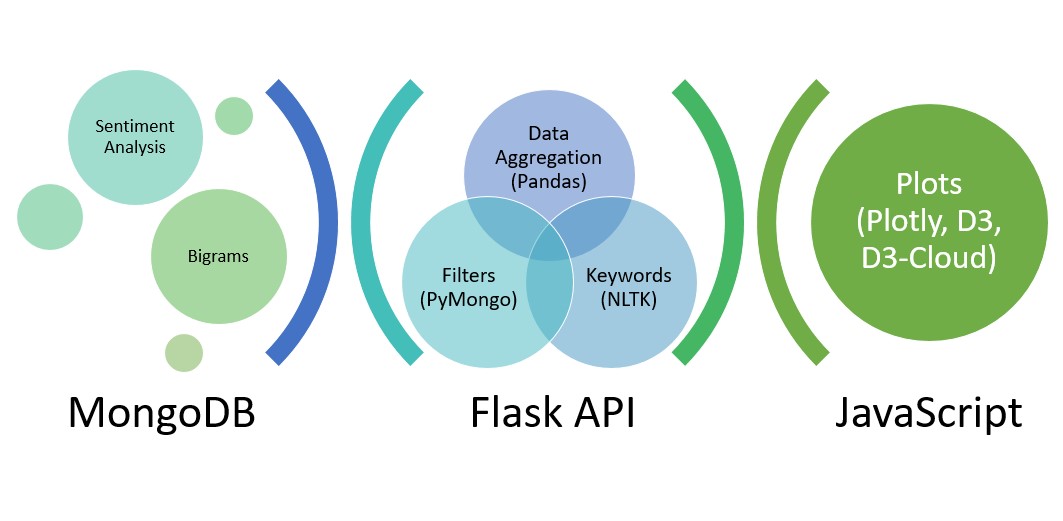 Sentiment
Analysis
Bigrams
MongoDB
Data
Aggregation
(Pandas)
Filters
(PyMongo)
Keywords
(NLTK)
Flask API
Plots
(Plotly, D3,
D3-Cloud)
JavaScript